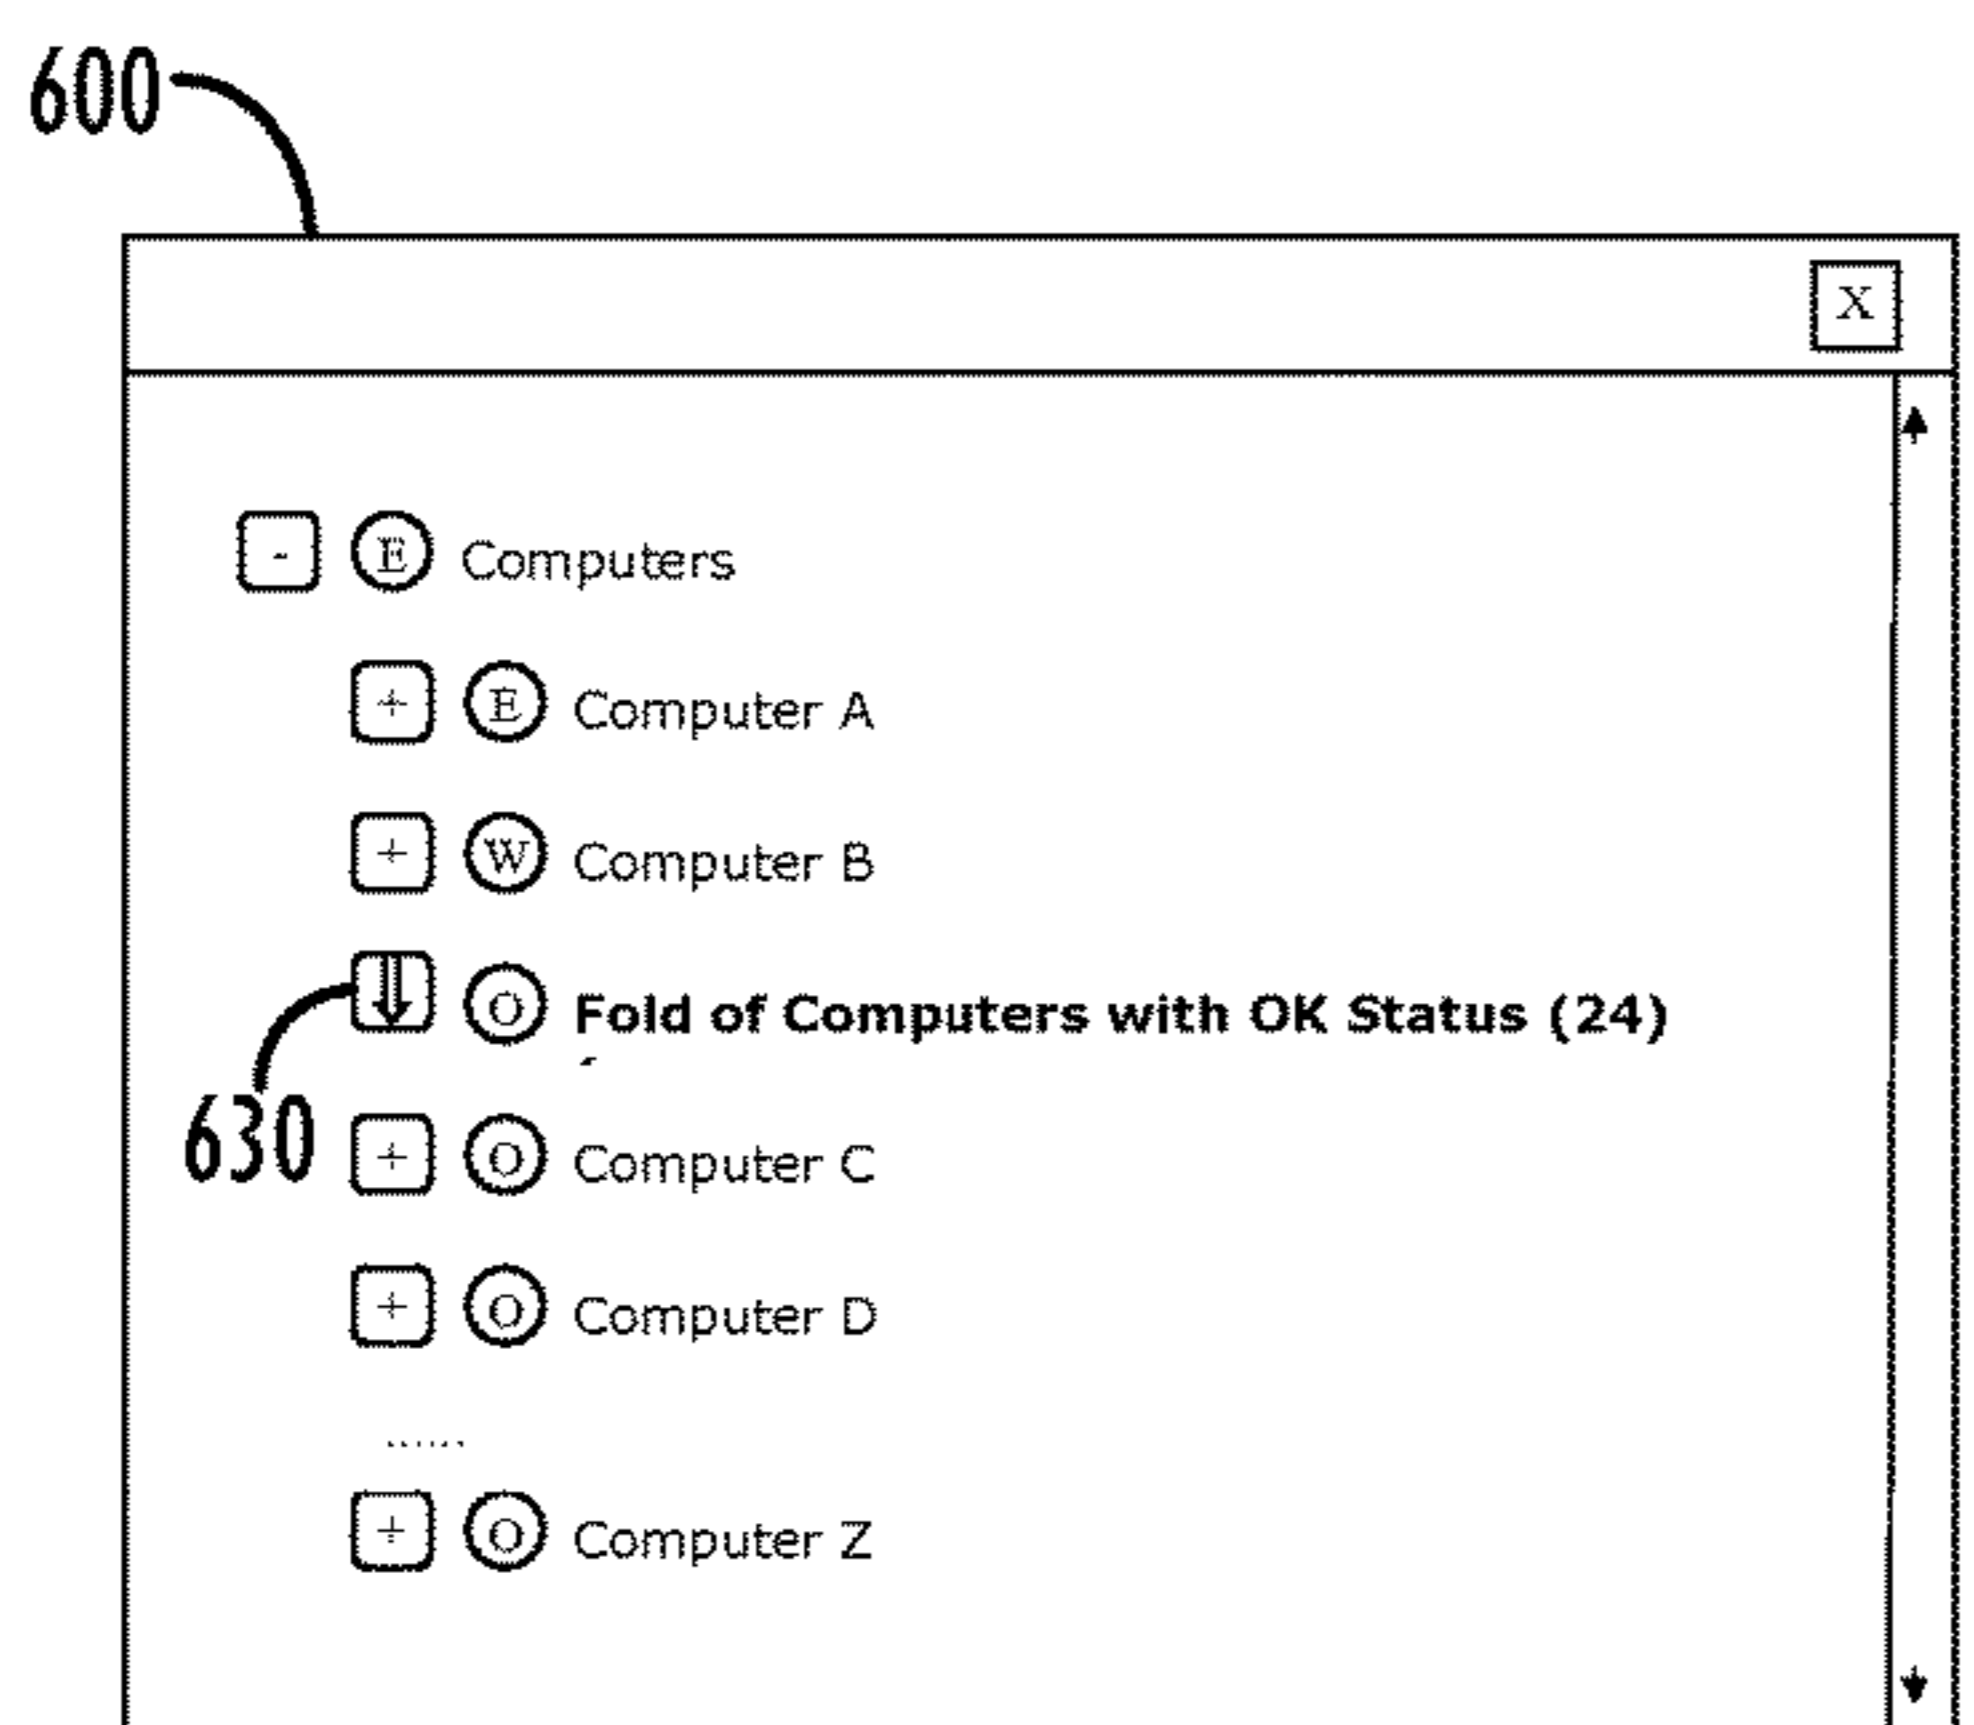 600
X
- E Computers
+ E Computer A
+ W Computer B
⇓ O Fold of Computers with OK Status (24)
630
+ O Computer C
+ O Computer D
......
+ O Computer Z